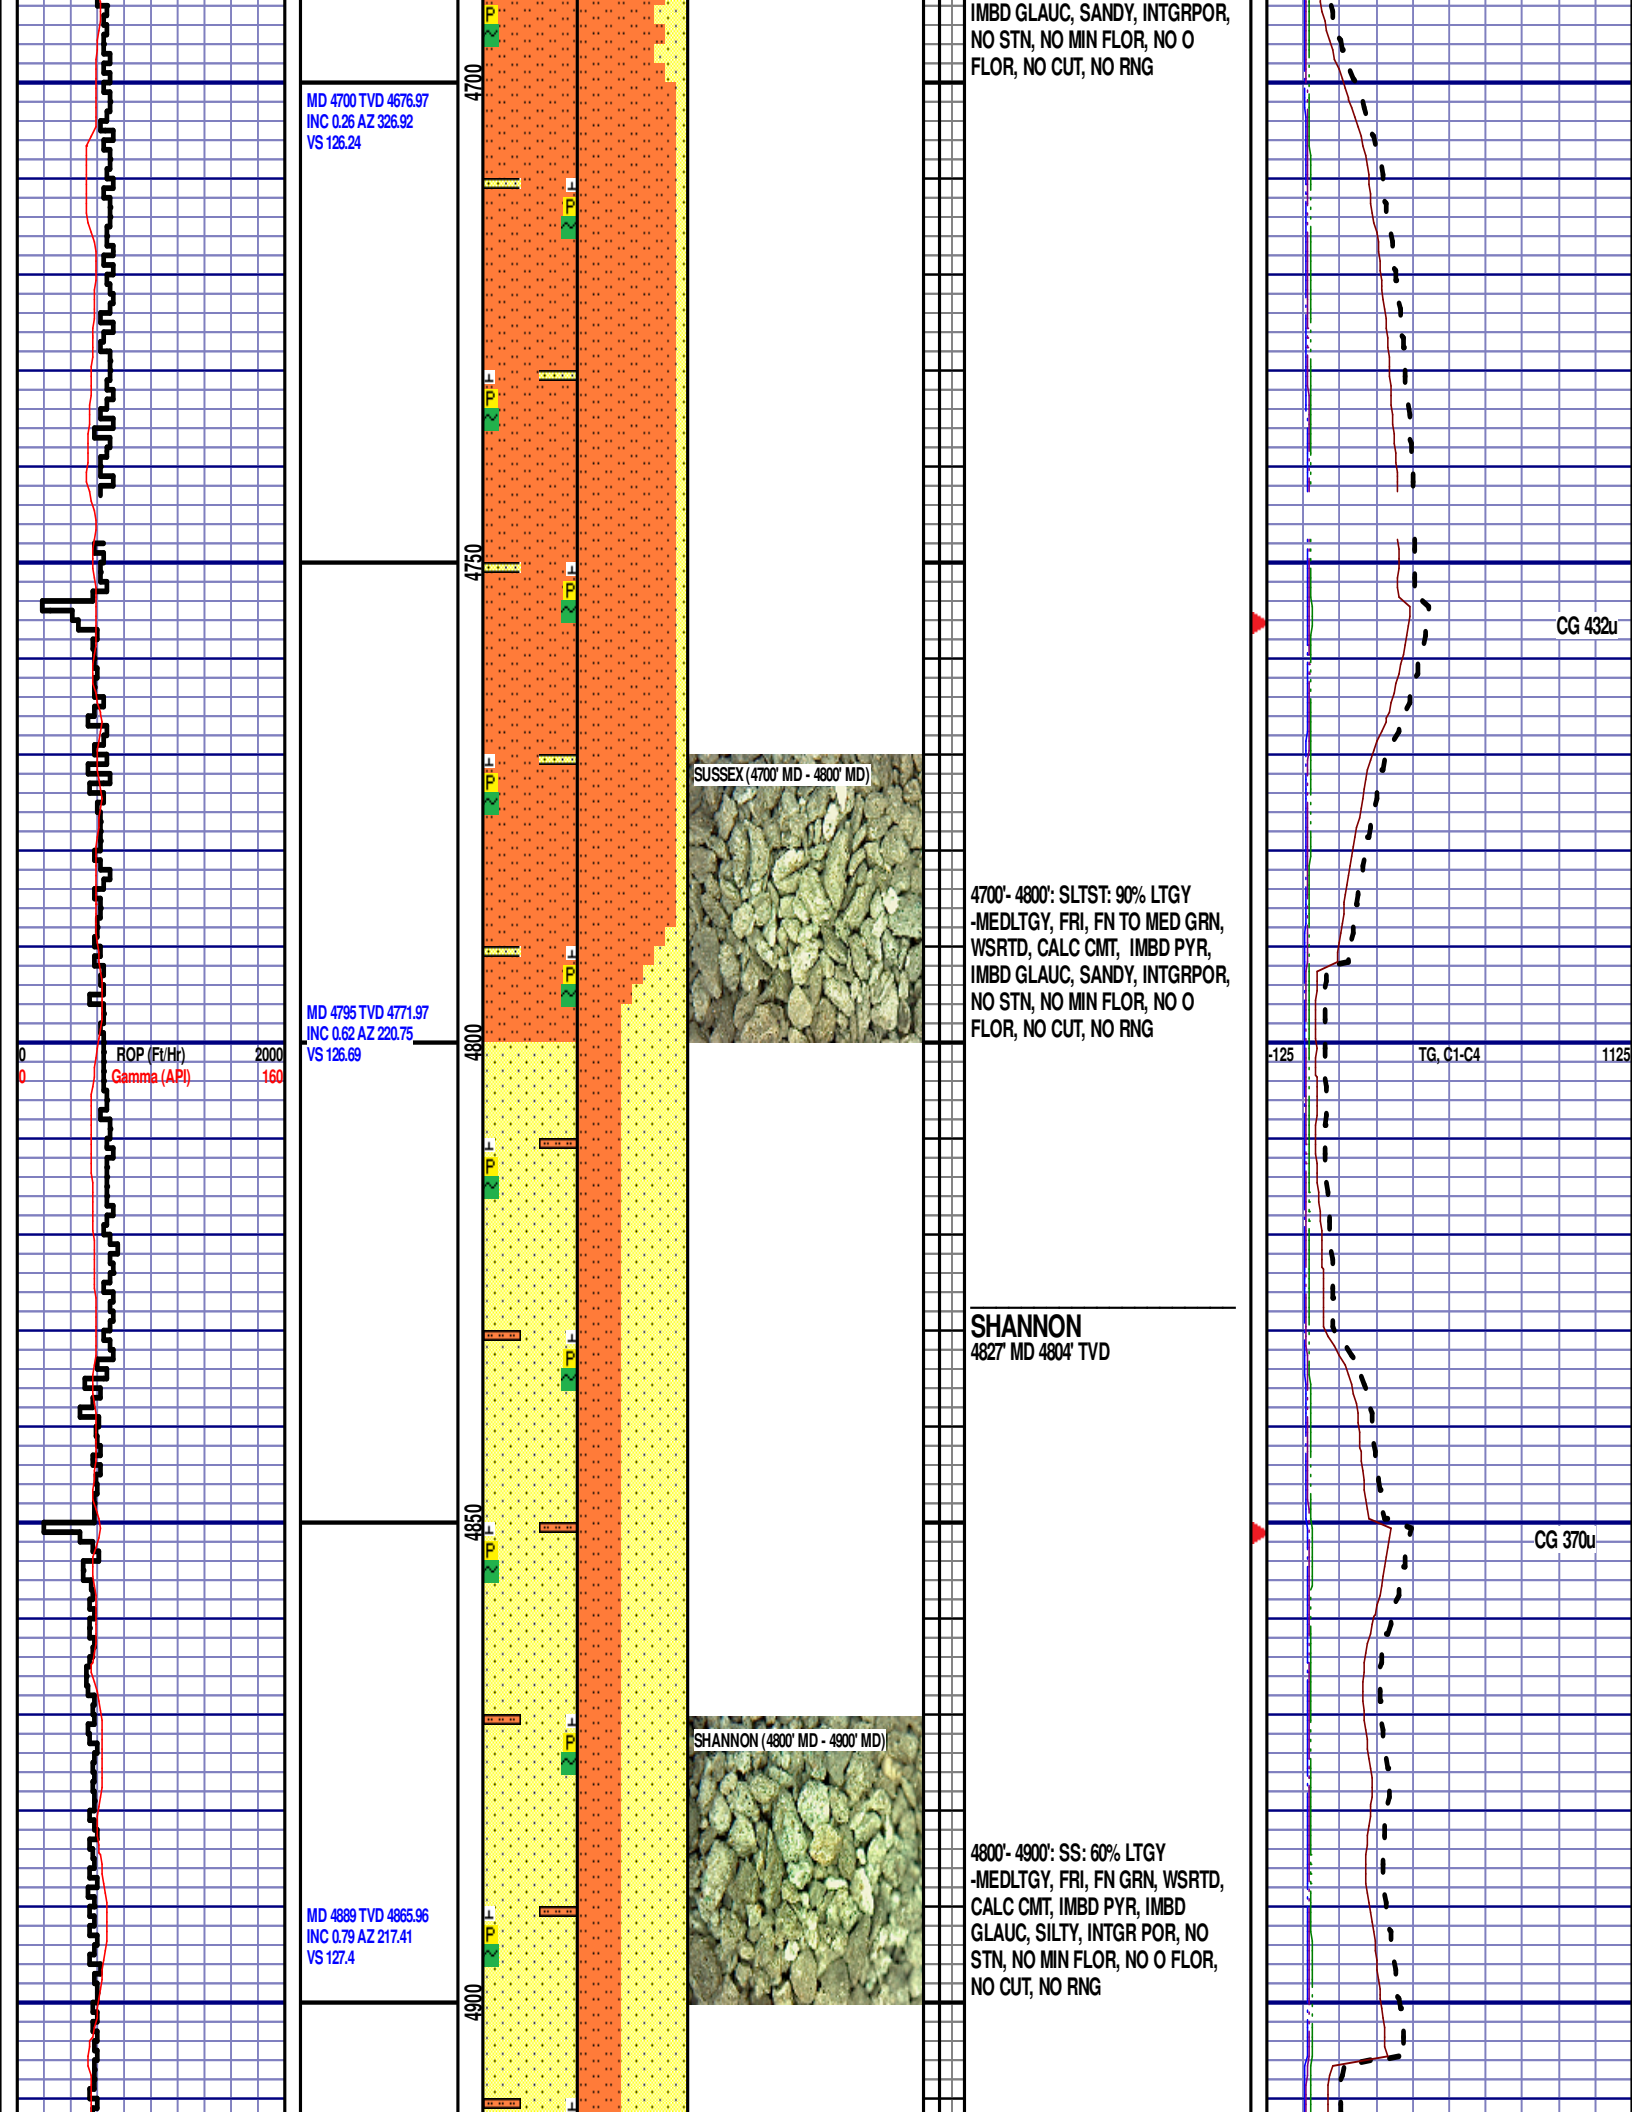 IMBD GLAUC, SANDY, INTGRPOR,
NO STN, NO MIN FLOR, NO O
FLOR, NO CUT, NO RNG
4700
MD 4700 TVD 4676.97
INC 0.26 AZ 326.92
VS 126.24
P
P
P
4750
P
CG 432u
P
SUSSEX (4700' MD - 4800' MD)
4700'- 4800': SLTST: 90% LTGY
-MEDLTGY, FRI, FN TO MED GRN,
WSRTD, CALC CMT, IMBD PYR,
IMBD GLAUC, SANDY, INTGRPOR,
NO STN, NO MIN FLOR, NO O
FLOR, NO CUT, NO RNG
P
MD 4795 TVD 4771.97
INC 0.62 AZ 220.75
VS 126.69
4800
0 ROP (Ft/Hr) 2000
0 Gamma (API) 160
-125 TG, C1-C4 1125
P
SHANNON
4827' MD 4804' TVD
P
4850
P
CG 370u
P
SHANNON (4800' MD - 4900' MD)
4800'- 4900': SS: 60% LTGY
-MEDLTGY, FRI, FN GRN, WSRTD,
CALC CMT, IMBD PYR, IMBD
GLAUC, SILTY, INTGR POR, NO
STN, NO MIN FLOR, NO O FLOR,
NO CUT, NO RNG
P
MD 4889 TVD 4865.96
INC 0.79 AZ 217.41
VS 127.4
4900